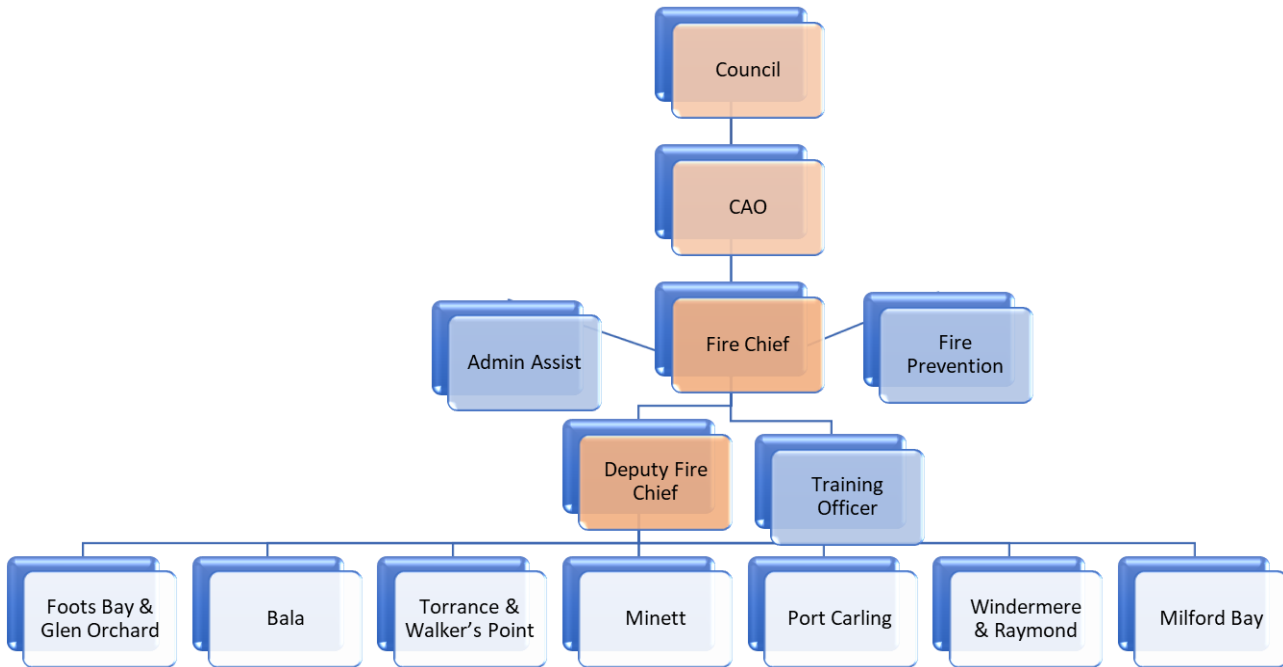 Council
CAO
Admin Assist
Fire Chief
Fire
Prevention
Deputy Fire
Chief
Training
Officer
Foots Bay &
Glen Orchard
Bala
Torrance &
Walker’s Point
Minett
Port Carling
Windermere
& Raymond
Milford Bay